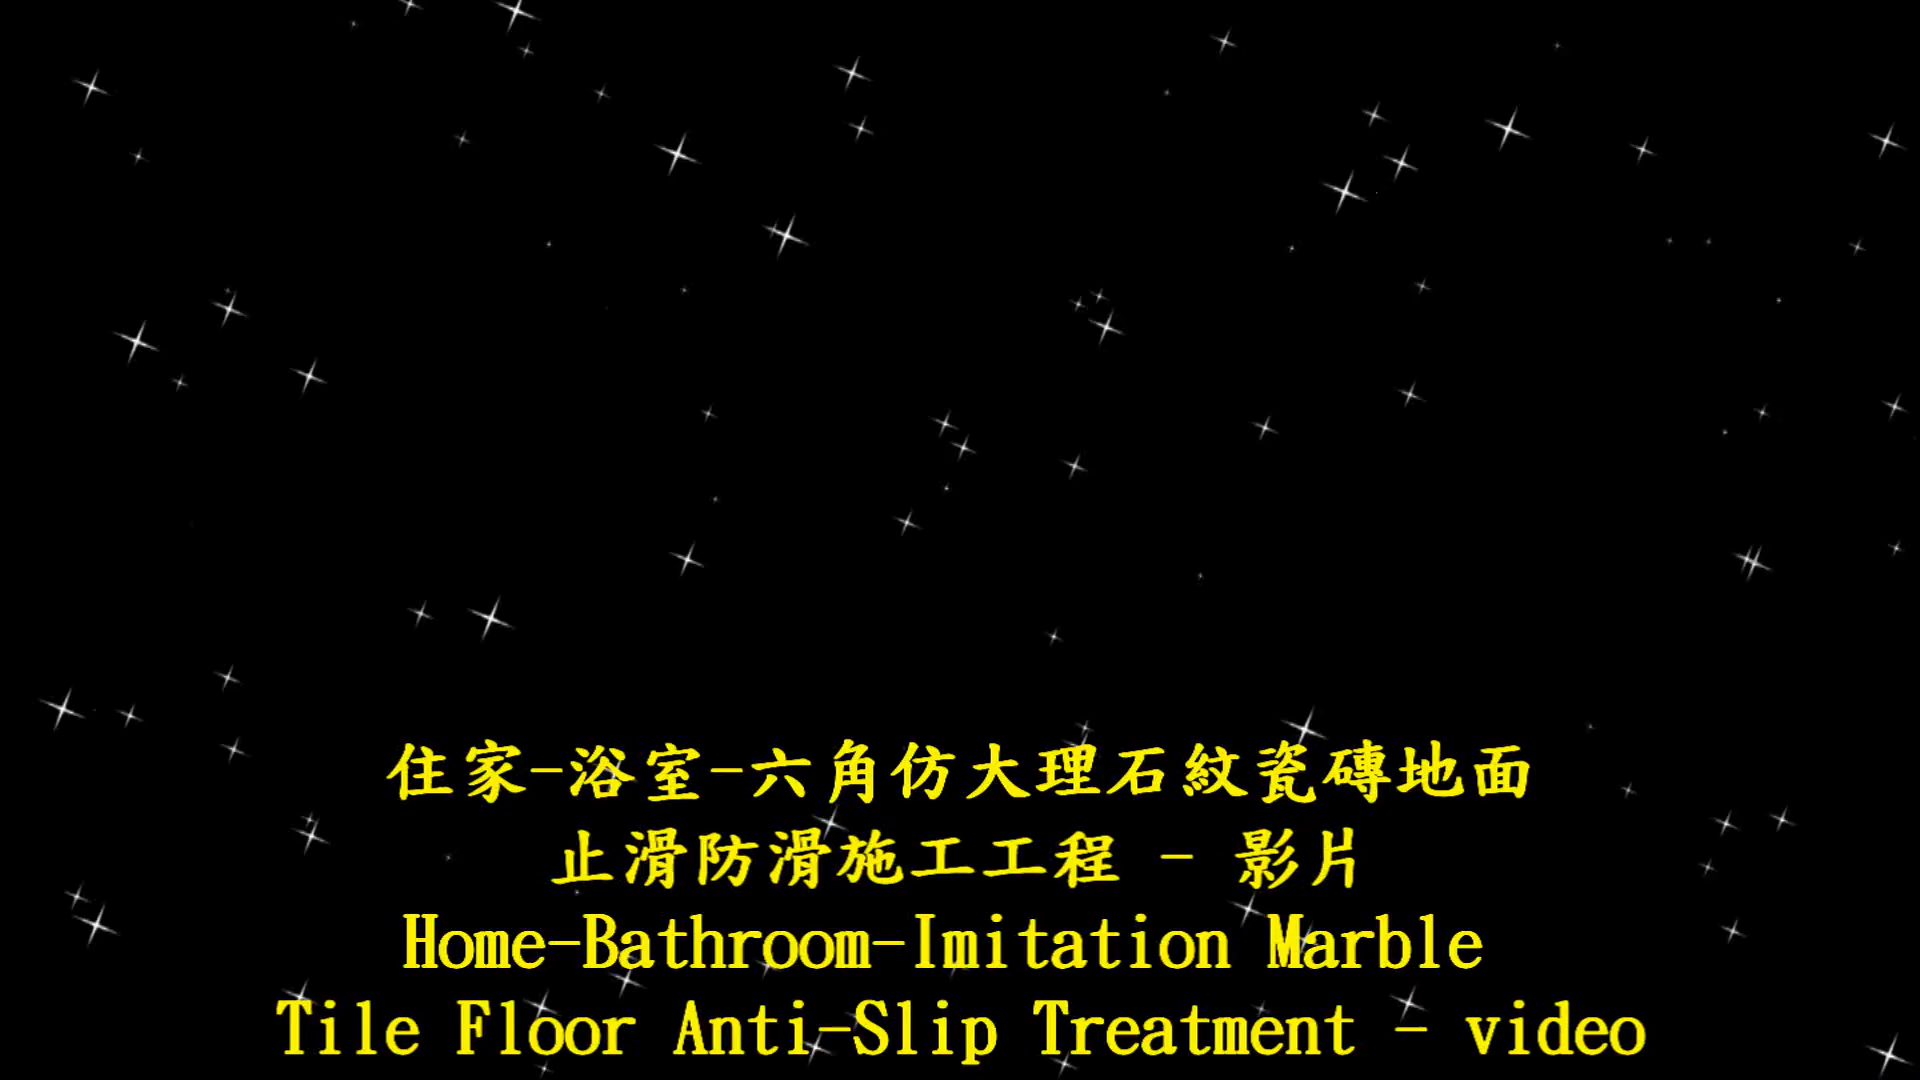 住家-浴室-六角仿大理石紋瓷磚地面
止滑防滑施工工程 - 影片
Home-Bathroom-Imitation Marble
Tile Floor Anti-Slip Treatment - video